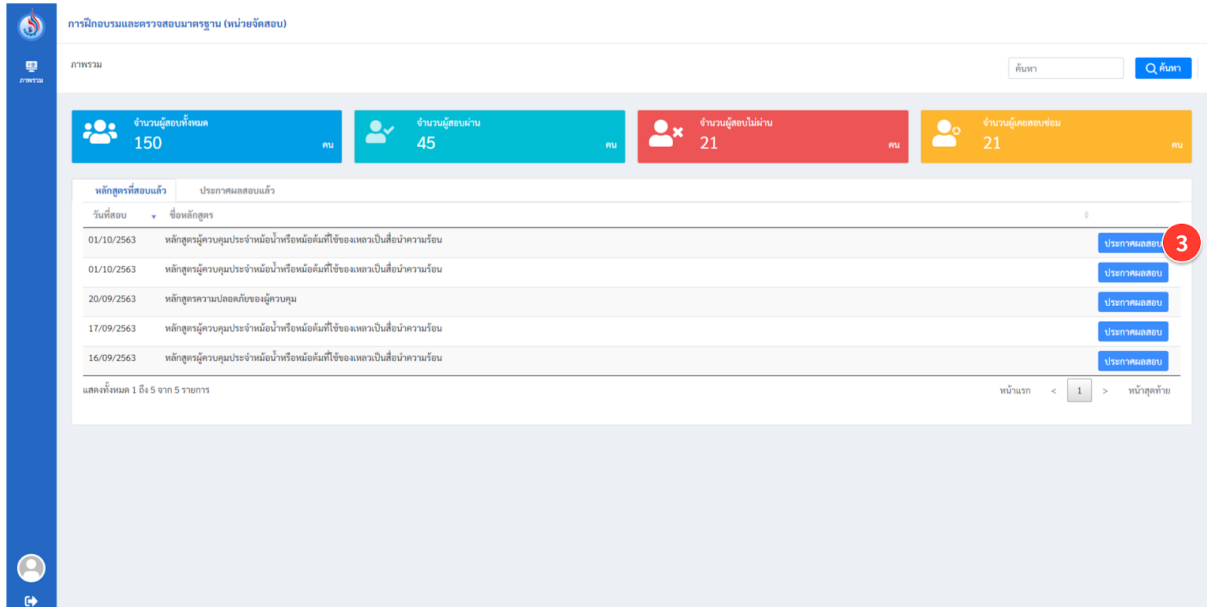 การฝึกอบรมและตรวจสอบมาตรฐาน (หน่วยจัดสอบ)
ภาพรวม
ภาพรวม
ค้นหา
ค้นหา
จำนวนผู้สอบทั้งหมด
150 คน
จำนวนผู้สอบผ่าน
45 คน
จำนวนผู้สอบไม่ผ่าน
21 คน
จำนวนผู้เคยสอบซ่อม
21 คน
หลักสูตรที่สอบแล้ว ประกาศผลสอบแล้ว
วันที่สอบ ชื่อหลักสูตร
01/10/2563 หลักสูตรผู้ควบคุมประจำหม้อน้ำหรือหม้อต้มที่ใช้ของเหลวเป็นสื่อนำความร้อน ประกาศผลสอบ 3
01/10/2563 หลักสูตรผู้ควบคุมประจำหม้อน้ำหรือหม้อต้มที่ใช้ของเหลวเป็นสื่อนำความร้อน ประกาศผลสอบ
20/09/2563 หลักสูตรความปลอดภัยของผู้ควบคุม ประกาศผลสอบ
17/09/2563 หลักสูตรผู้ควบคุมประจำหม้อน้ำหรือหม้อต้มที่ใช้ของเหลวเป็นสื่อนำความร้อน ประกาศผลสอบ
16/09/2563 หลักสูตรผู้ควบคุมประจำหม้อน้ำหรือหม้อต้มที่ใช้ของเหลวเป็นสื่อนำความร้อน ประกาศผลสอบ
แสดงทั้งหมด 1 ถึง 5 จาก 5 รายการ หน้าแรก < 1 > หน้าสุดท้าย